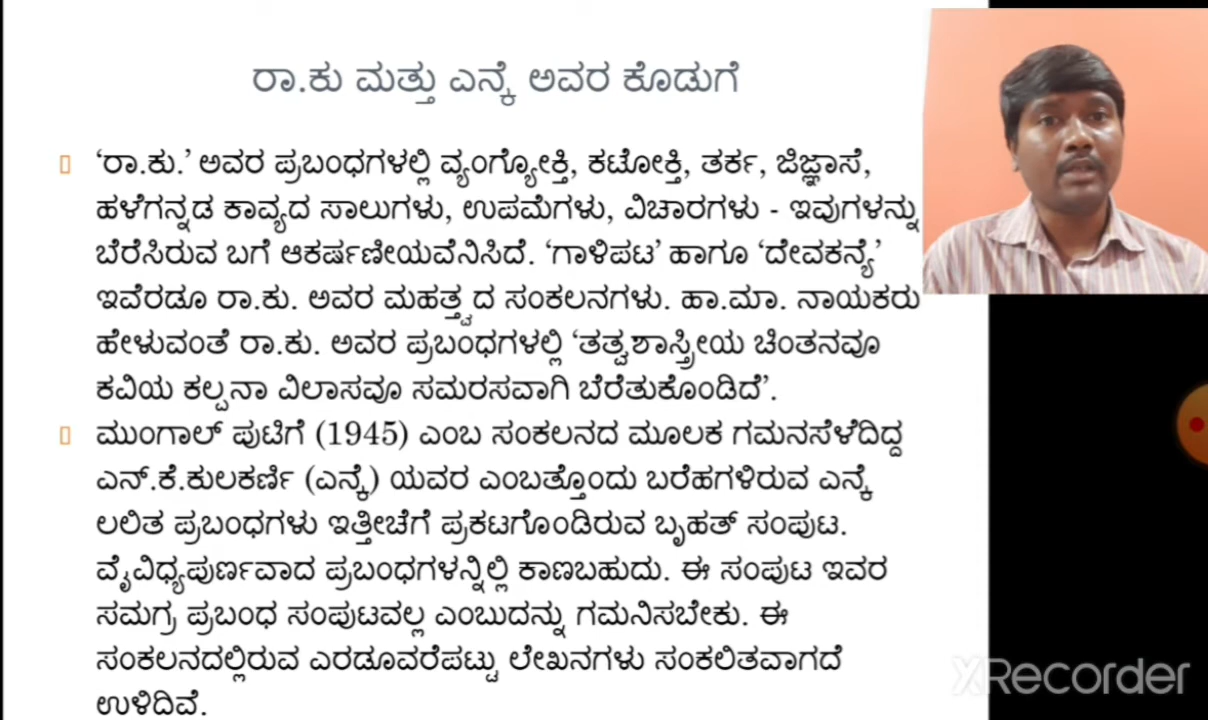 ರಾ.ಕು ಮತ್ತು ಎನ್ಕೆ ಅವರ ಕೊಡುಗೆ
‘ರಾ.ಕು.’ ಅವರ ಪ್ರಬಂಧಗಳಲ್ಲಿ ವ್ಯಂಗ್ಯೋಕ್ತಿ, ಕಟೋಕ್ತಿ, ತರ್ಕ, ಜಿಜ್ಞಾಸೆ,
ಹಳೆಗನ್ನಡ ಕಾವ್ಯದ ಸಾಲುಗಳು, ಉಪಮೆಗಳು, ವಿಚಾರಗಳು - ಇವುಗಳನ್ನು
ಬೆರೆಸಿರುವ ಬಗೆ ಆಕರ್ಷಣೀಯವೆನಿಸಿದೆ. ‘ಗಾಳಿಪಟ’ ಹಾಗೂ ‘ದೇವಕನ್ಯೆ’
ಇವೆರಡೂ ರಾ.ಕು. ಅವರ ಮಹತ್ತ್ವದ ಸಂಕಲನಗಳು. ಹಾ.ಮಾ. ನಾಯಕರು
ಹೇಳುವಂತೆ ರಾ.ಕು. ಅವರ ಪ್ರಬಂಧಗಳಲ್ಲಿ ‘ತತ್ವಶಾಸ್ತ್ರೀಯ ಚಿಂತನವೂ
ಕವಿಯ ಕಲ್ಪನಾ ವಿಲಾಸವೂ ಸಮರಸವಾಗಿ ಬೆರೆತುಕೊಂಡಿದೆ’.
ಮುಂಗಾಲ್ ಪುಟಿಗೆ (1945) ಎಂಬ ಸಂಕಲನದ ಮೂಲಕ ಗಮನಸೆಳೆದಿದ್ದ
ಎನ್.ಕೆ.ಕುಲಕರ್ಣಿ (ಎನ್ಕೆ) ಯವರ ಎಂಬತ್ತೊಂದು ಬರೆಹಗಳಿರುವ ಎನ್ಕೆ
ಲಲಿತ ಪ್ರಬಂಧಗಳು ಇತ್ತೀಚೆಗೆ ಪ್ರಕಟಗೊಂಡಿರುವ ಬೃಹತ್ ಸಂಪುಟ.
ವೈವಿಧ್ಯಪುರ್ಣವಾದ ಪ್ರಬಂಧಗಳನ್ನಿಲ್ಲಿ ಕಾಣಬಹುದು. ಈ ಸಂಪುಟ ಇವರ
ಸಮಗ್ರ ಪ್ರಬಂಧ ಸಂಪುಟವಲ್ಲ ಎಂಬುದನ್ನು ಗಮನಿಸಬೇಕು. ಈ
ಸಂಕಲನದಲ್ಲಿರುವ ಎರಡೂವರೆಪಟ್ಟು ಲೇಖನಗಳು ಸಂಕಲಿತವಾಗದೆ
ಉಳಿದಿವೆ.
XRecorder